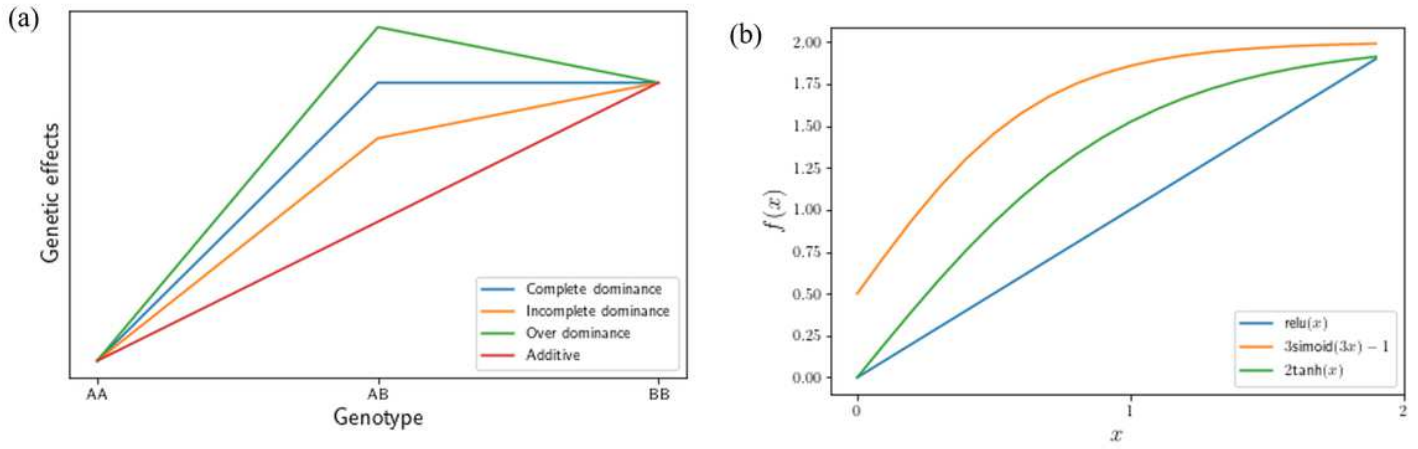 (a)
Genetic effects
Complete dominance
Incomplete dominance
Over dominance
Additive
AA
AB
BB
Genotype
(b)
f(x)
2.00
1.75
1.50
1.25
1.00
0.75
0.50
0.25
0.00
relu(x)
3simoid(3x) − 1
2tanh(x)
0
1
2
x